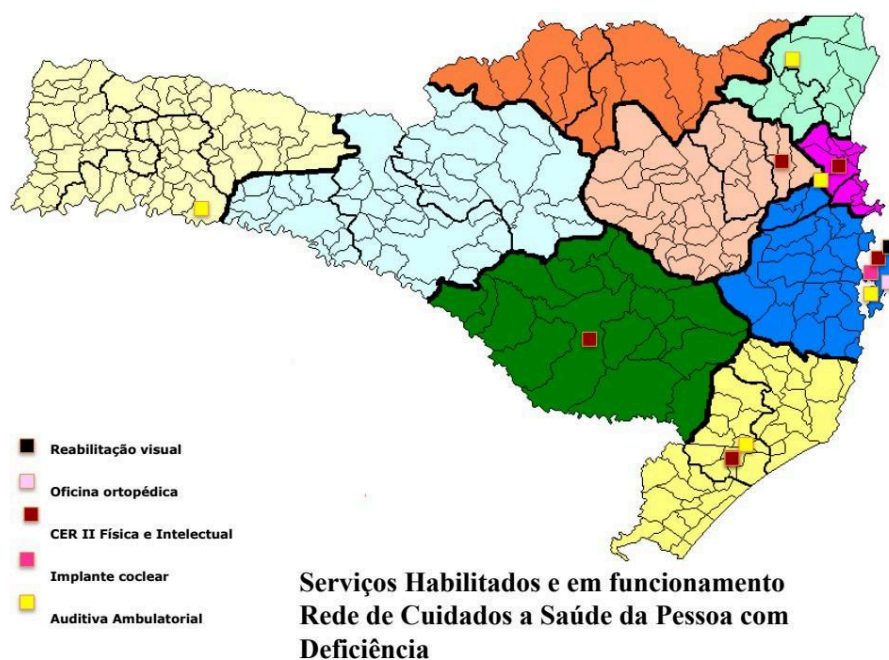 Reabilitação visual
Oficina ortopédica
CER II Física e Intelectual
Implante coclear
Auditiva Ambulatorial
Serviços Habilitados e em funcionamento
Rede de Cuidados a Saúde da Pessoa com
Deficiência